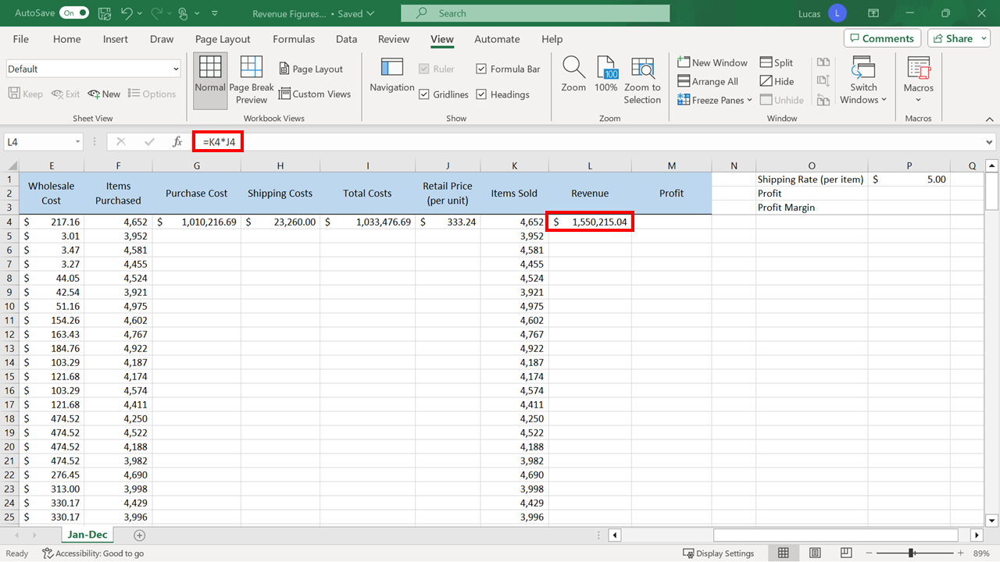 AutoSave On Revenue Figures... • Saved Search Lucas L
File Home Insert Draw Page Layout Formulas Data Review View Automate Help Comments Share
Default
Keep Exit New Options
Sheet View
Normal
Page Break
Preview
Page Layout
Custom Views
Workbook Views
Navigation
Ruler
Gridlines
Formula Bar
Headings
Show
Zoom
100
100%
Zoom to
Selection
Zoom
New Window
Arrange All
Freeze Panes
Split
Hide
Unhide
Switch
Windows
Window
Macros
Macros
L4 fx =K4*J4
E F G H I J K L M N O P Q
Wholesale
Cost
Items
Purchased
Purchase Cost
Shipping Costs
Total Costs
Retail Price
(per unit)
Items Sold
Revenue
Profit
1 Shipping Rate (per item) $ 5.00
2 Profit
3 Profit Margin
4 $ 217.16 4,652 $ 1,010,216.69 $ 23,260.00 $ 1,033,476.69 $ 333.24 4,652 $ 1,550,215.04
5 $ 3.01 3,952 3,952
6 $ 3.47 4,581 4,581
7 $ 3.27 4,455 4,455
8 $ 44.05 4,524 4,524
9 $ 42.54 3,921 3,921
10 $ 51.16 4,975 4,975
11 $ 154.26 4,602 4,602
12 $ 163.43 4,767 4,767
13 $ 184.76 4,922 4,922
14 $ 103.29 4,187 4,187
15 $ 121.68 4,174 4,174
16 $ 103.29 4,574 4,574
17 $ 121.68 4,411 4,411
18 $ 474.52 4,250 4,250
19 $ 474.52 4,522 4,522
20 $ 474.52 4,188 4,188
21 $ 474.52 3,982 3,982
22 $ 276.45 4,690 4,690
23 $ 313.00 3,998 3,998
24 $ 330.17 4,429 4,429
25 $ 330.17 3,996 3,996
Jan-Dec
Ready Accessibility: Good to go Display Settings 89%